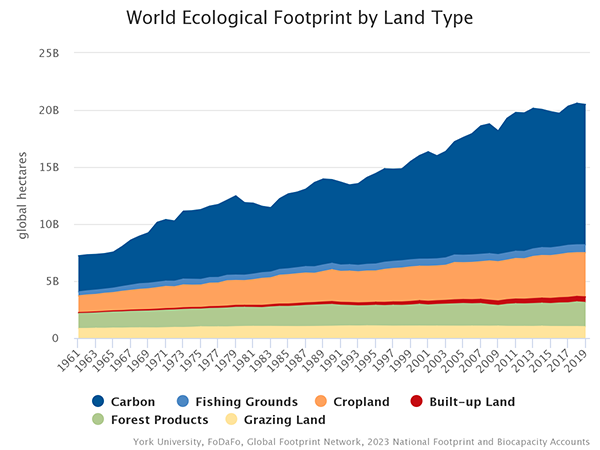 World Ecological Footprint by Land Type
25B
20B
15B
10B
5B
0
global hectares
1961 1963 1965 1967 1969 1971 1973 1975 1977 1979 1981 1983 1985 1987 1989 1991 1993 1995 1997 1999 2001 2003 2005 2007 2009 2011 2013 2015 2017 2019
Carbon Fishing Grounds Cropland Built-up Land
Forest Products Grazing Land
York University, FoDaFo, Global Footprint Network, 2023 National Footprint and Biocapacity Accounts